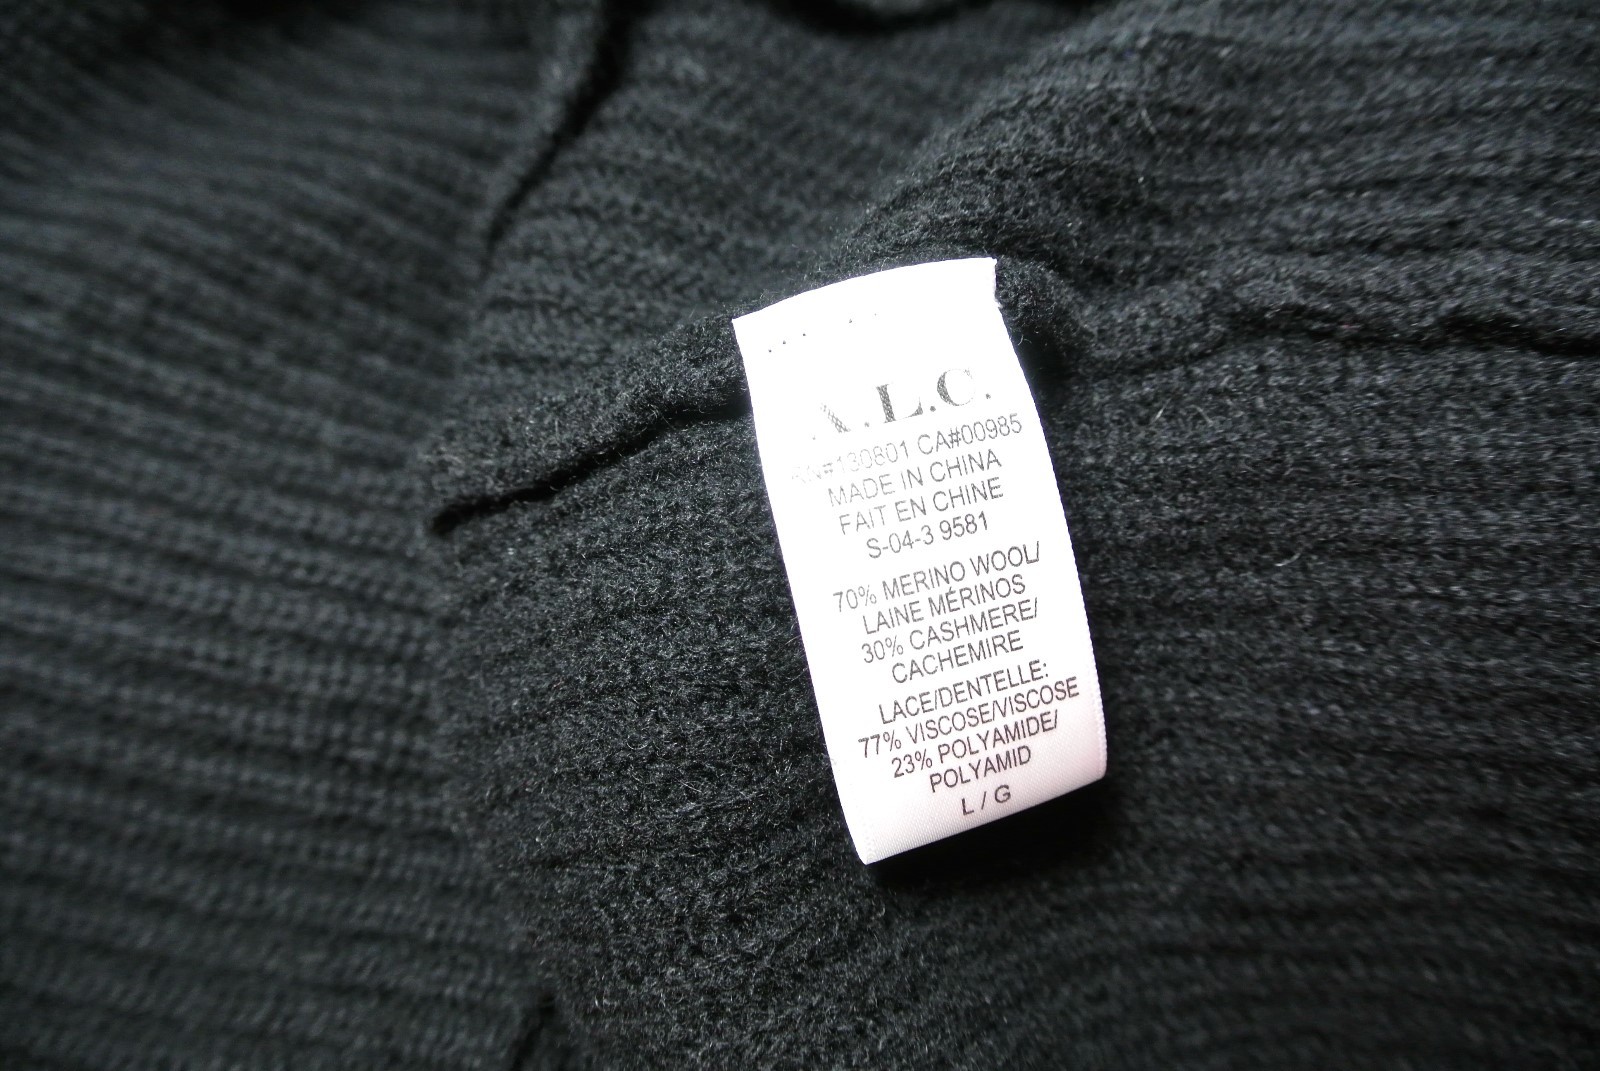 A.L.C.
RN#130801 CA#00985
MADE IN CHINA
FAIT EN CHINE
S-04-3 9581
70% MERINO WOOL/
LAINE MÉRINOS
30% CASHMERE/
CACHEMIRE
LACE/DENTELLE:
77% VISCOSE/VISCOSE
23% POLYAMIDE/
POLYAMID
L / G